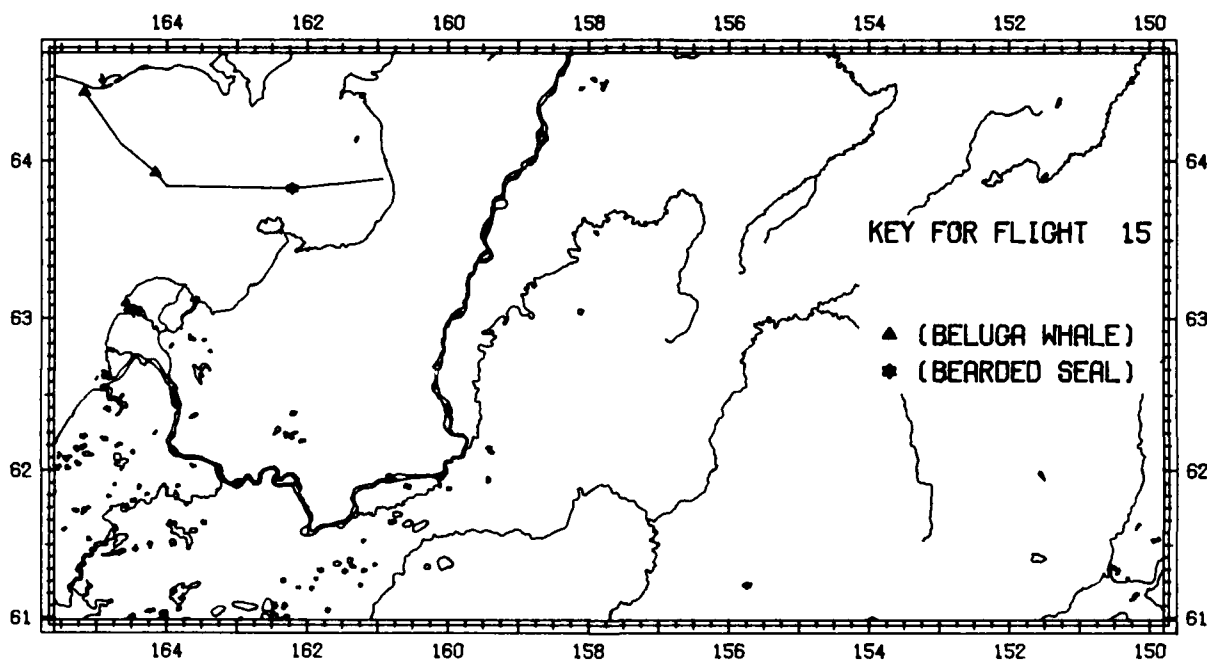 164 162 160 158 156 154 152 150
64 64
KEY FOR FLIGHT 15
63 63
(BELUGA WHALE)
(BEARDED SEAL)
62 62
61 61
164 162 160 158 156 154 152 150